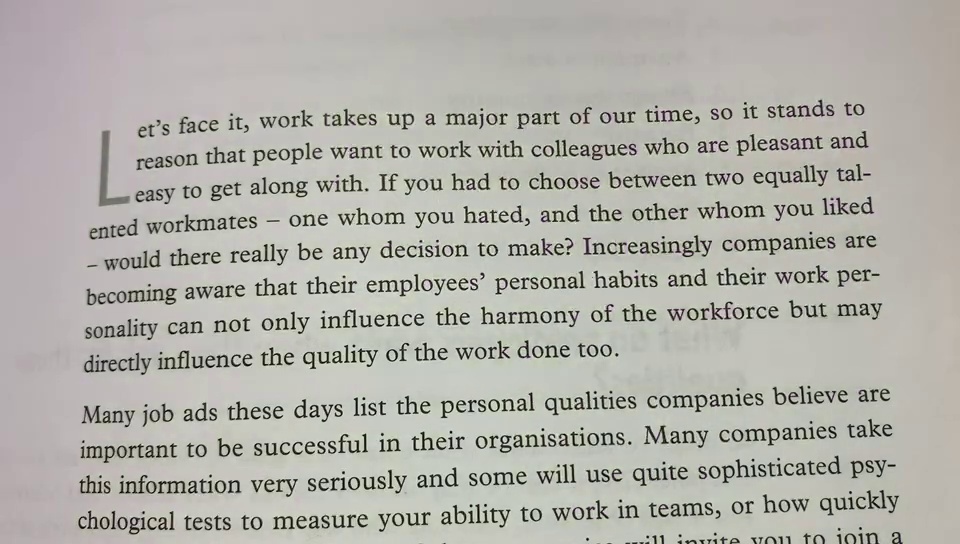 Let's face it, work takes up a major part of our time, so it stands to
reason that people want to work with colleagues who are pleasant and
easy to get along with. If you had to choose between two equally tal-
ented workmates – one whom you hated, and the other whom you liked
– would there really be any decision to make? Increasingly companies are
becoming aware that their employees' personal habits and their work per-
sonality can not only influence the harmony of the workforce but may
directly influence the quality of the work done too.
Many job ads these days list the personal qualities companies believe are
important to be successful in their organisations. Many companies take
this information very seriously and some will use quite sophisticated psy-
chological tests to measure your ability to work in teams, or how quickly
will invite you to join a